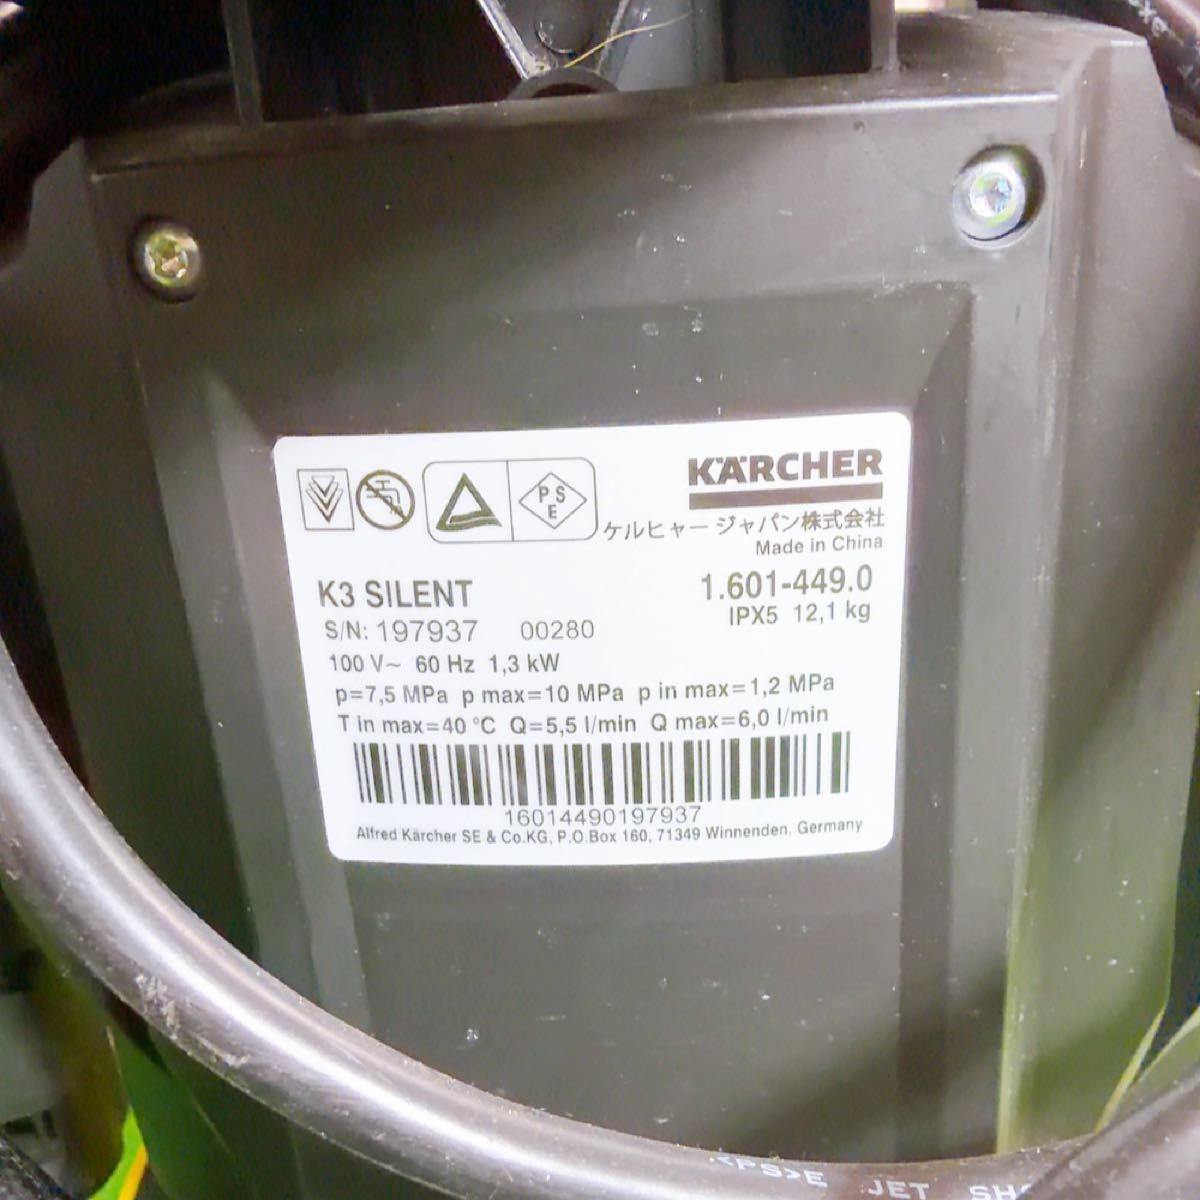 KÄRCHER
PS
E
ケルヒャー ジャパン株式会社
Made in China
K3 SILENT 1.601-449.0
S/N: 197937 00280 IPX5 12,1 kg
100 V~ 60 Hz 1,3 kW
p=7,5 MPa p max=10 MPa p in max=1,2 MPa
T in max=40 °C Q=5,5 l/min Q max=6,0 l/min
16014490197937
Alfred Kärcher SE & Co.KG, P.O.Box 160, 71349 Winnenden, Germany
<PS>E JET